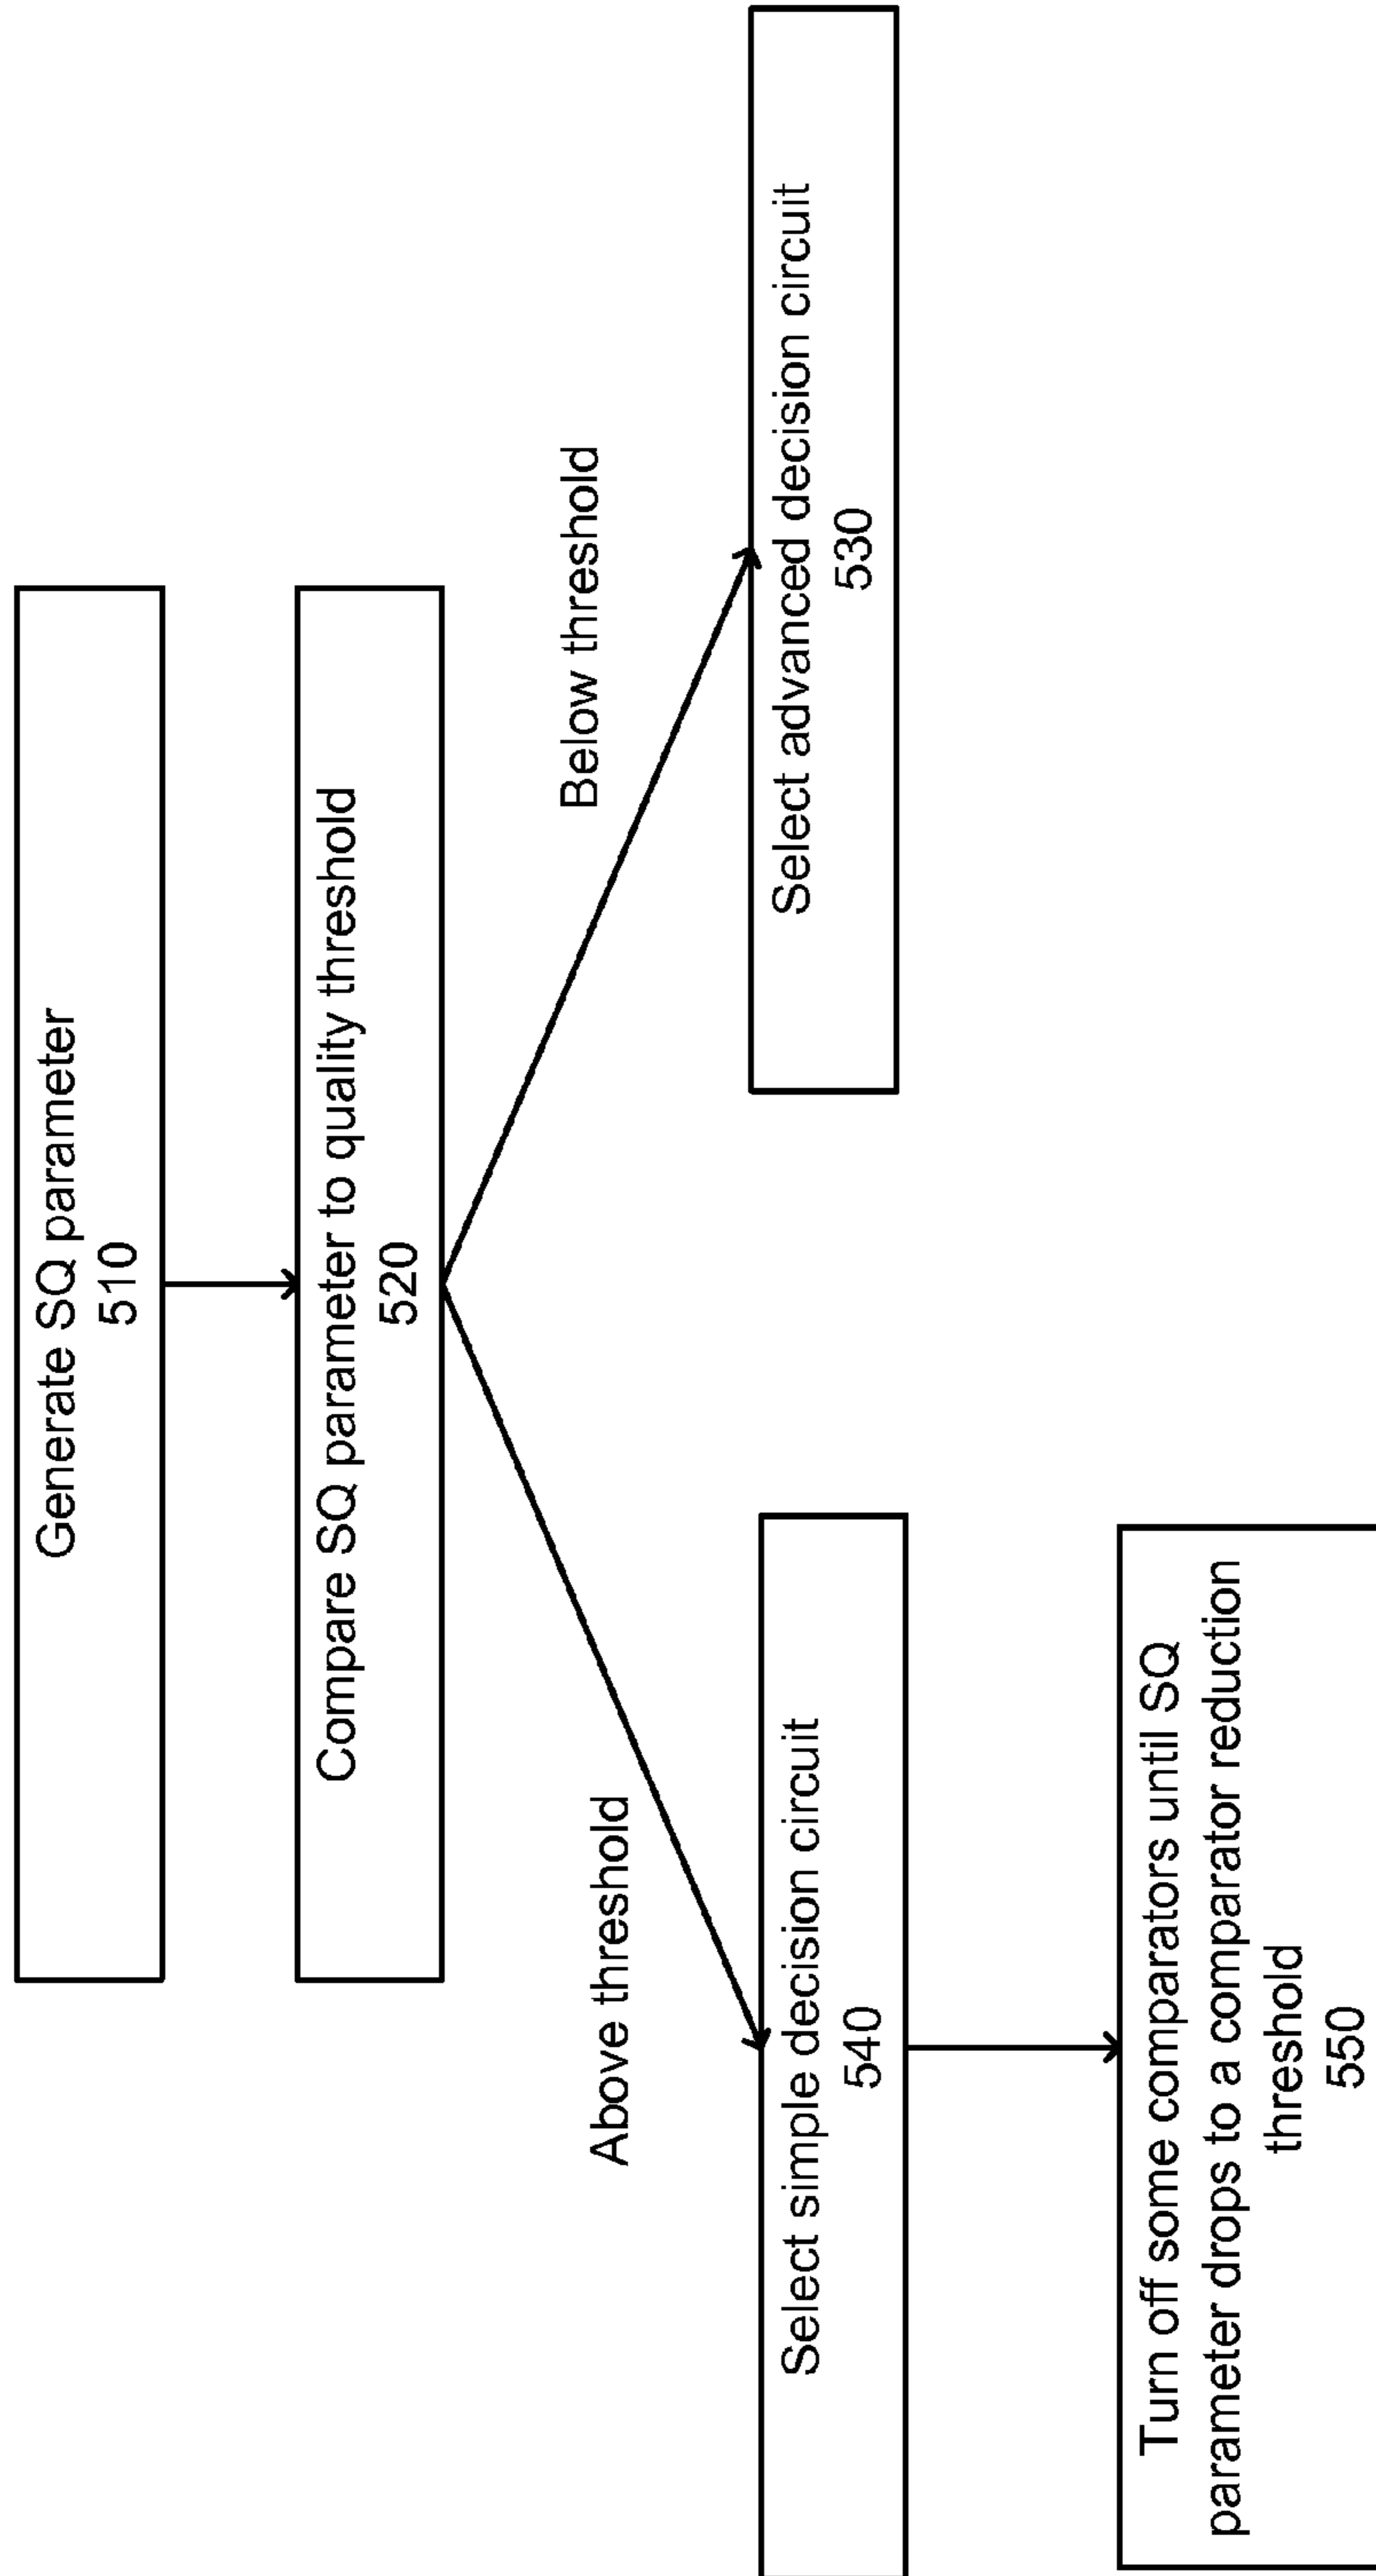 Generate SQ parameter
510
Compare SQ parameter to quality threshold
520
Above threshold
Below threshold
Select simple decision circuit
540
Select advanced decision circuit
530
Turn off some comparators until SQ
parameter drops to a comparator reduction
threshold
550